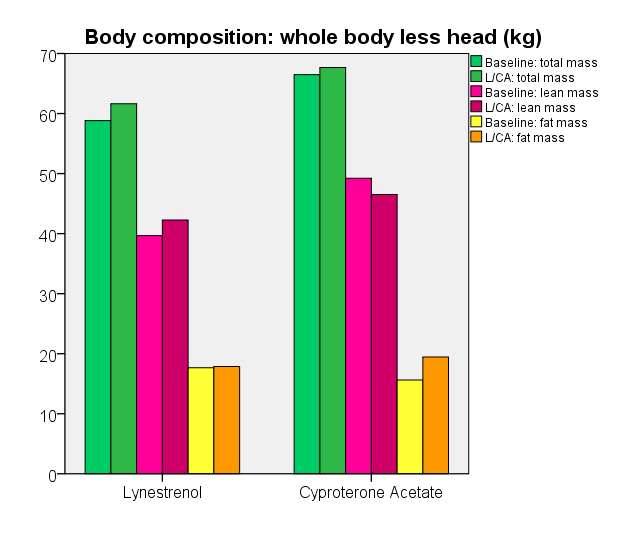 Body composition: whole body less head (kg)
70
60
50
40
30
20
10
0
Lynestrenol
Cyproterone Acetate
Baseline: total mass
L/CA: total mass
Baseline: lean mass
L/CA: lean mass
Baseline: fat mass
L/CA: fat mass